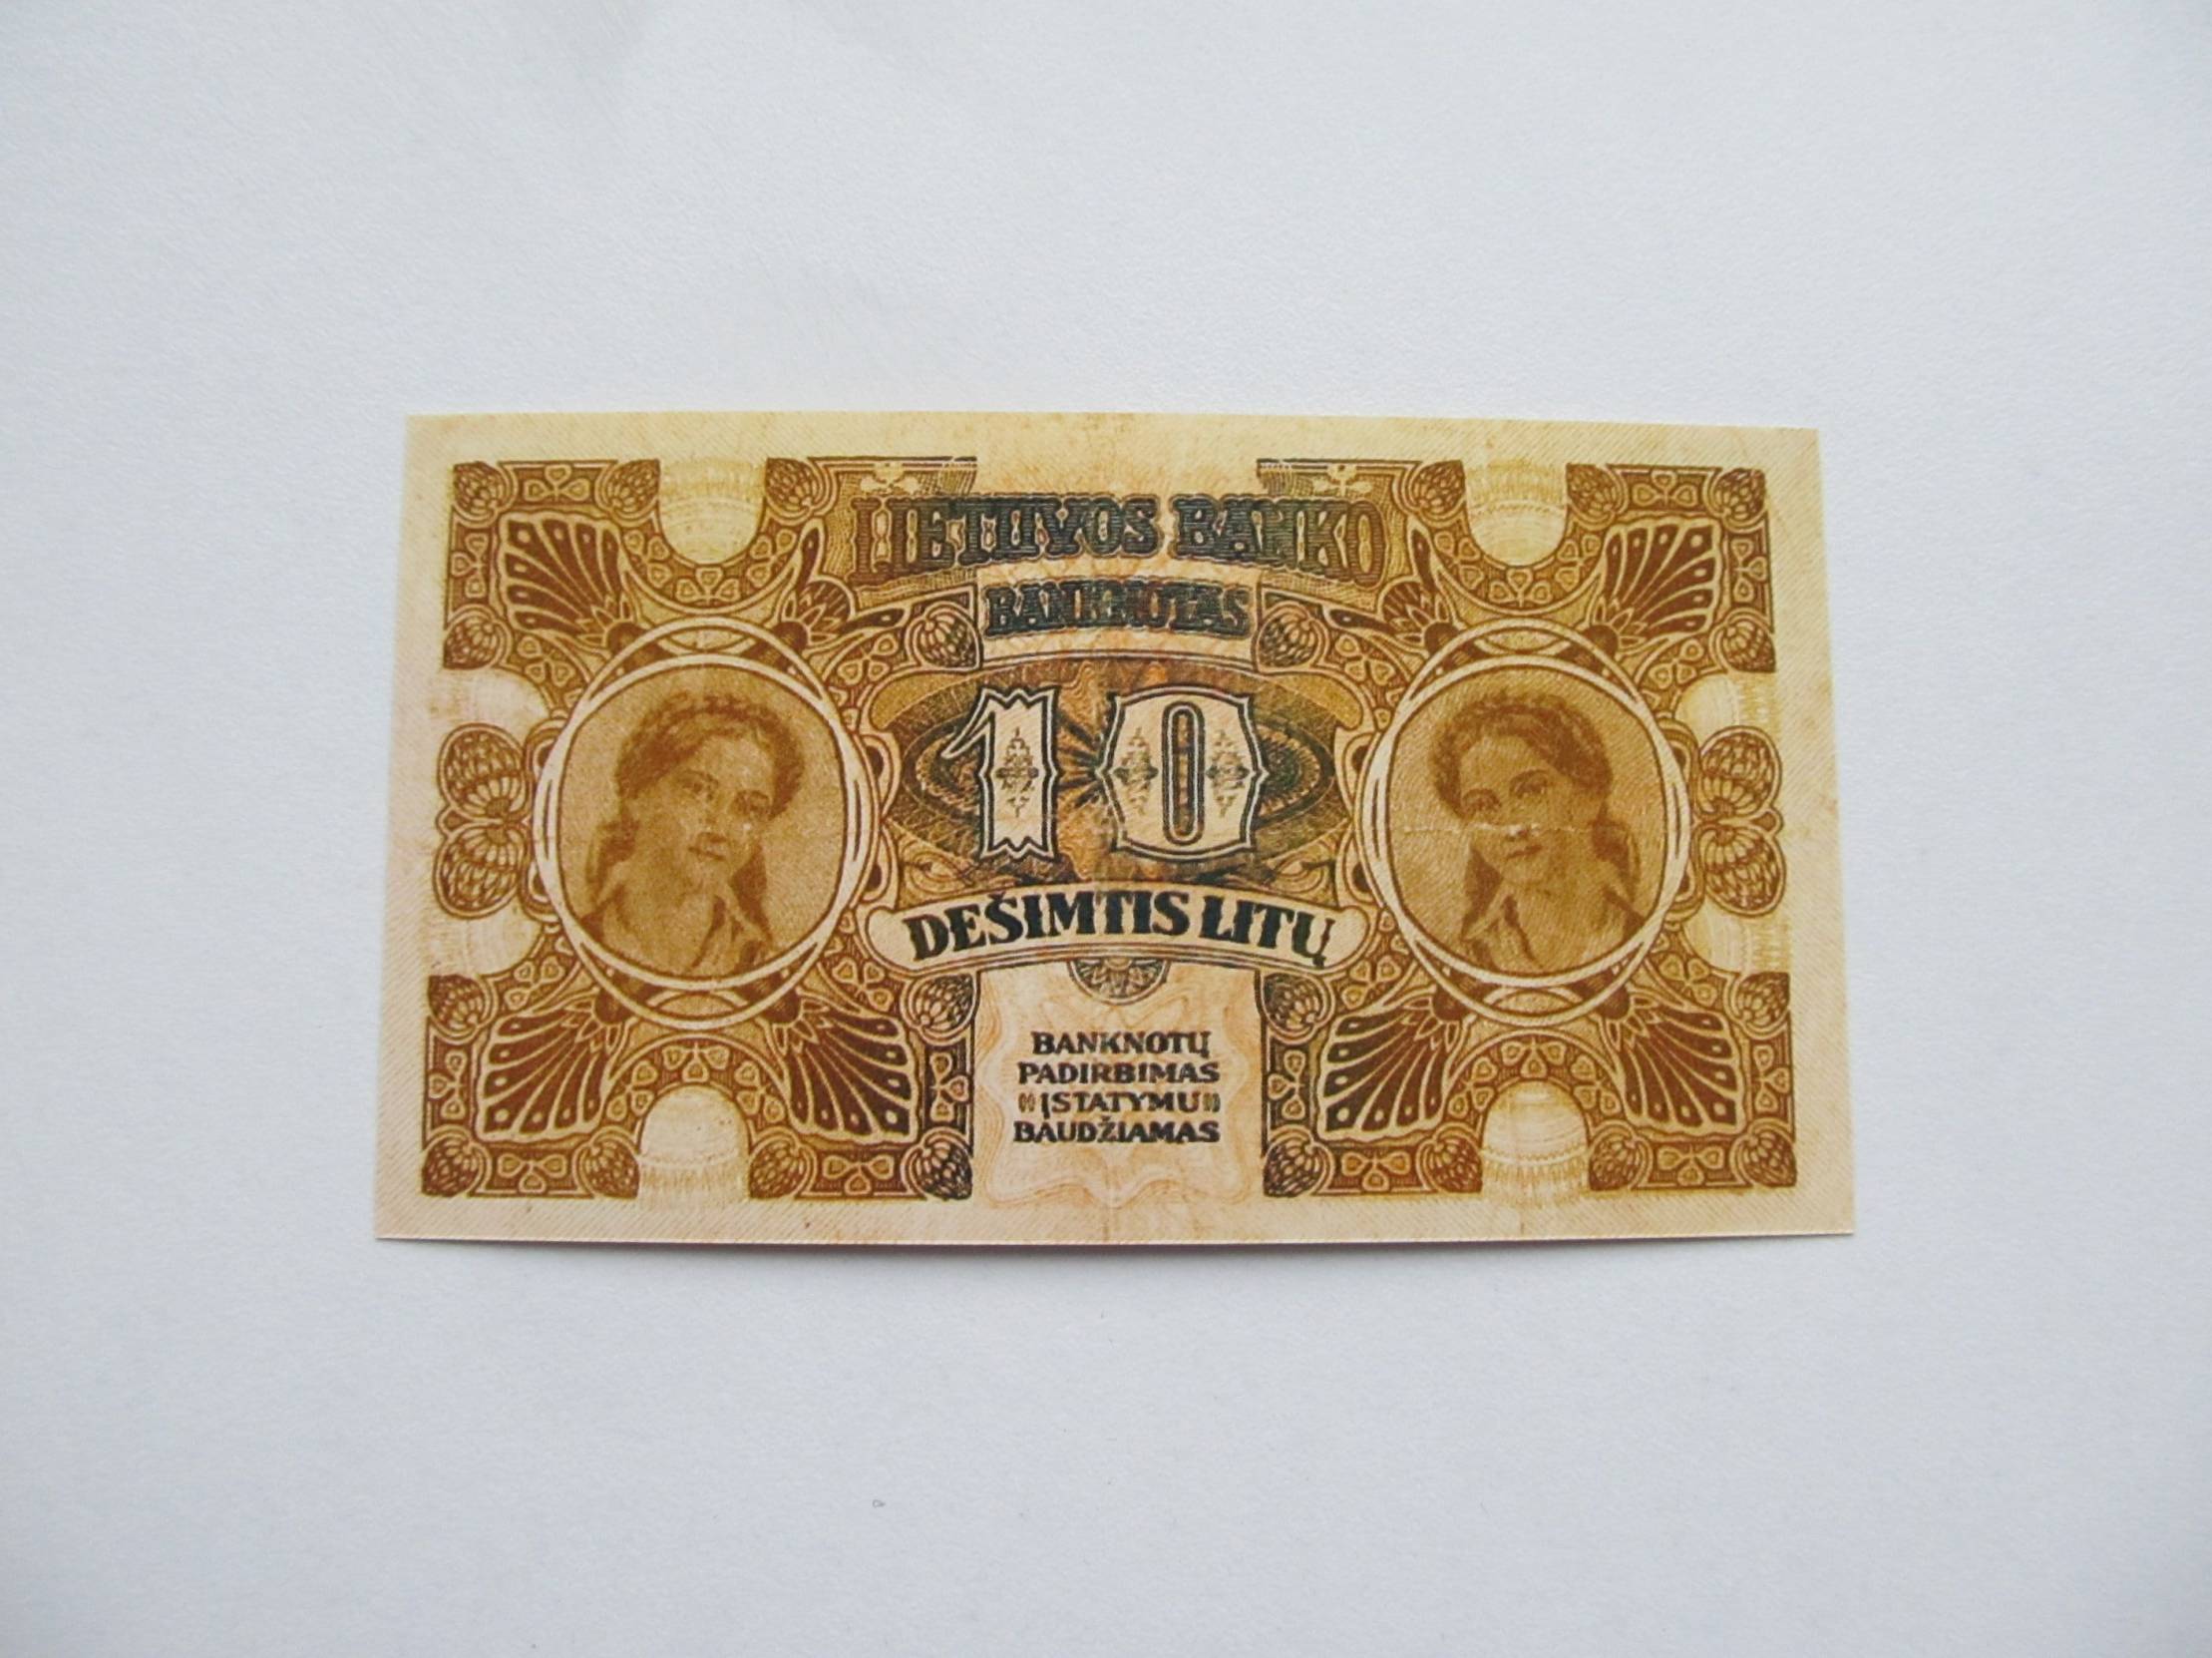 LIETUVOS BANKO
BANKNOTAS
10
DEŠIMTIS LITŲ
BANKNOTŲ
PADIRBIMAS
ĮSTATYMU
BAUDŽIAMAS